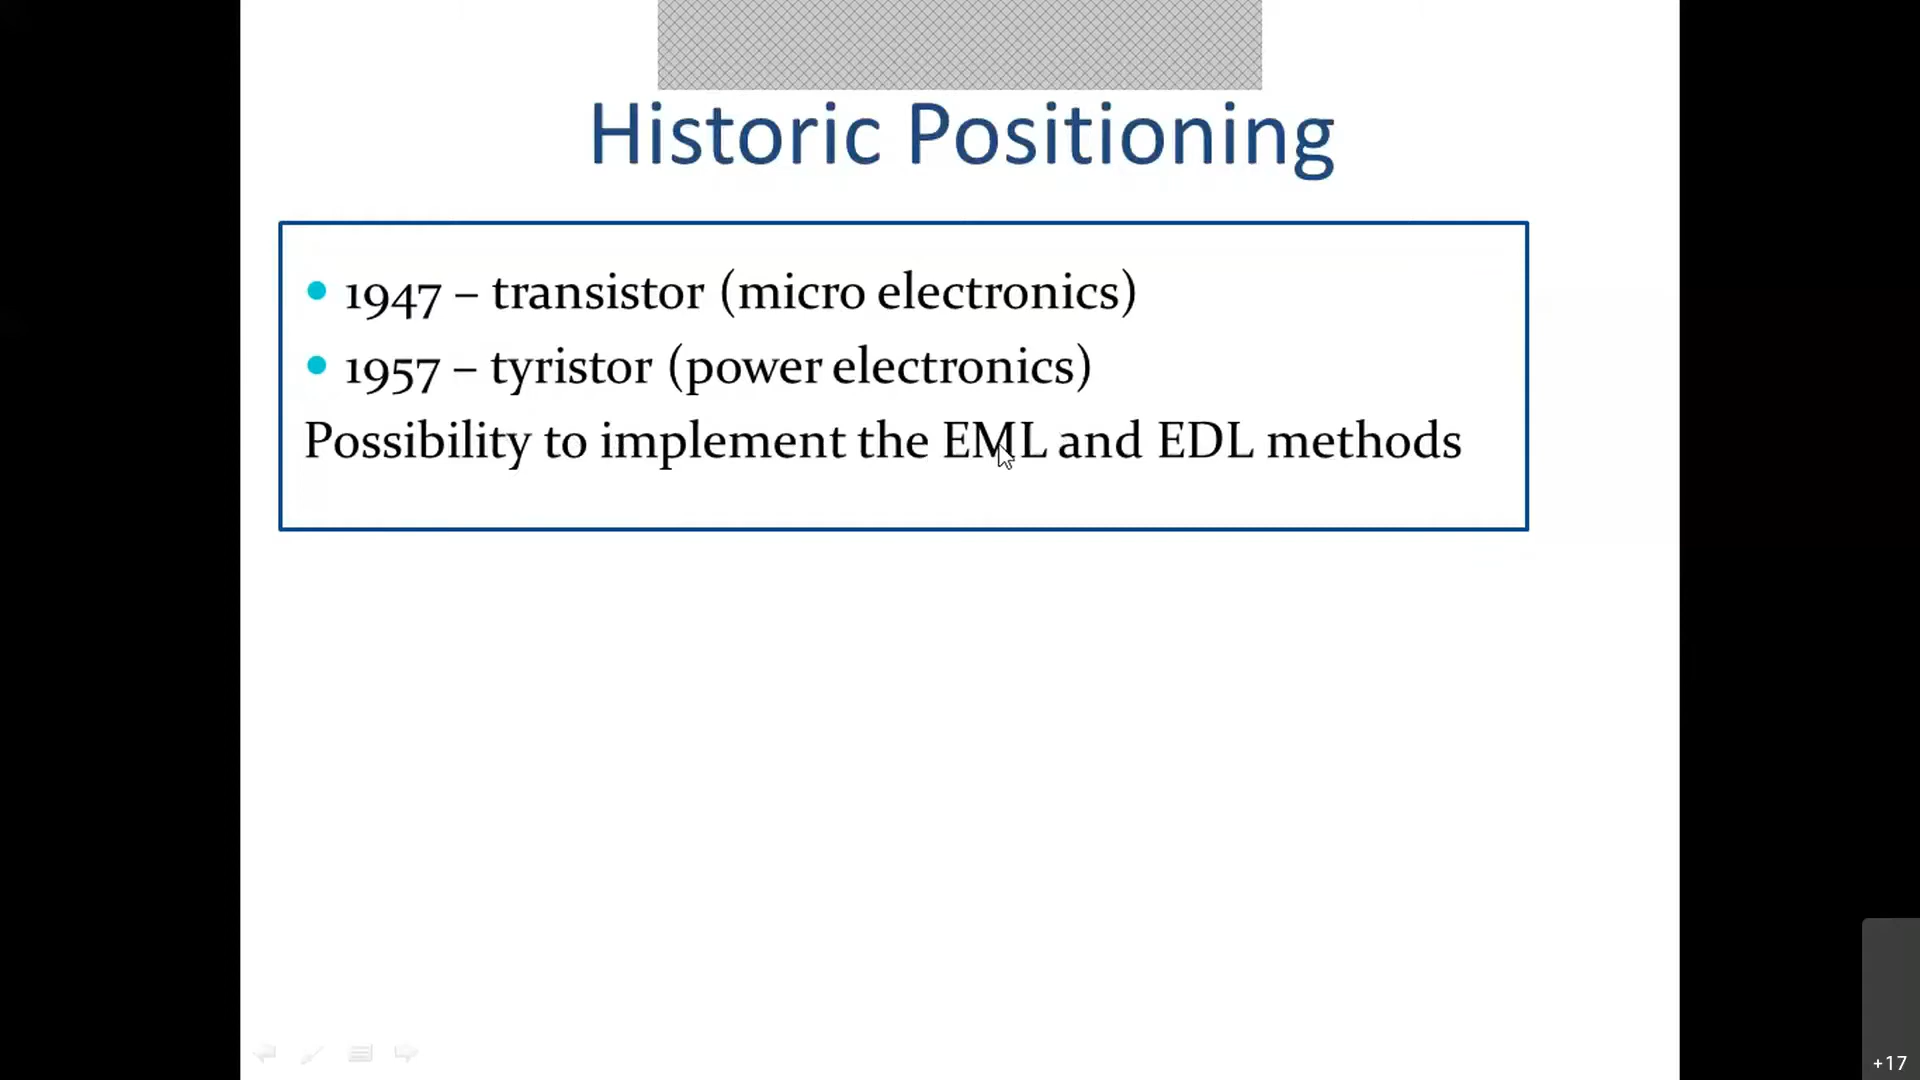 Historic Positioning
• 1947 – transistor (micro electronics)
• 1957 – tyristor (power electronics)
Possibility to implement the EML and EDL methods
+17